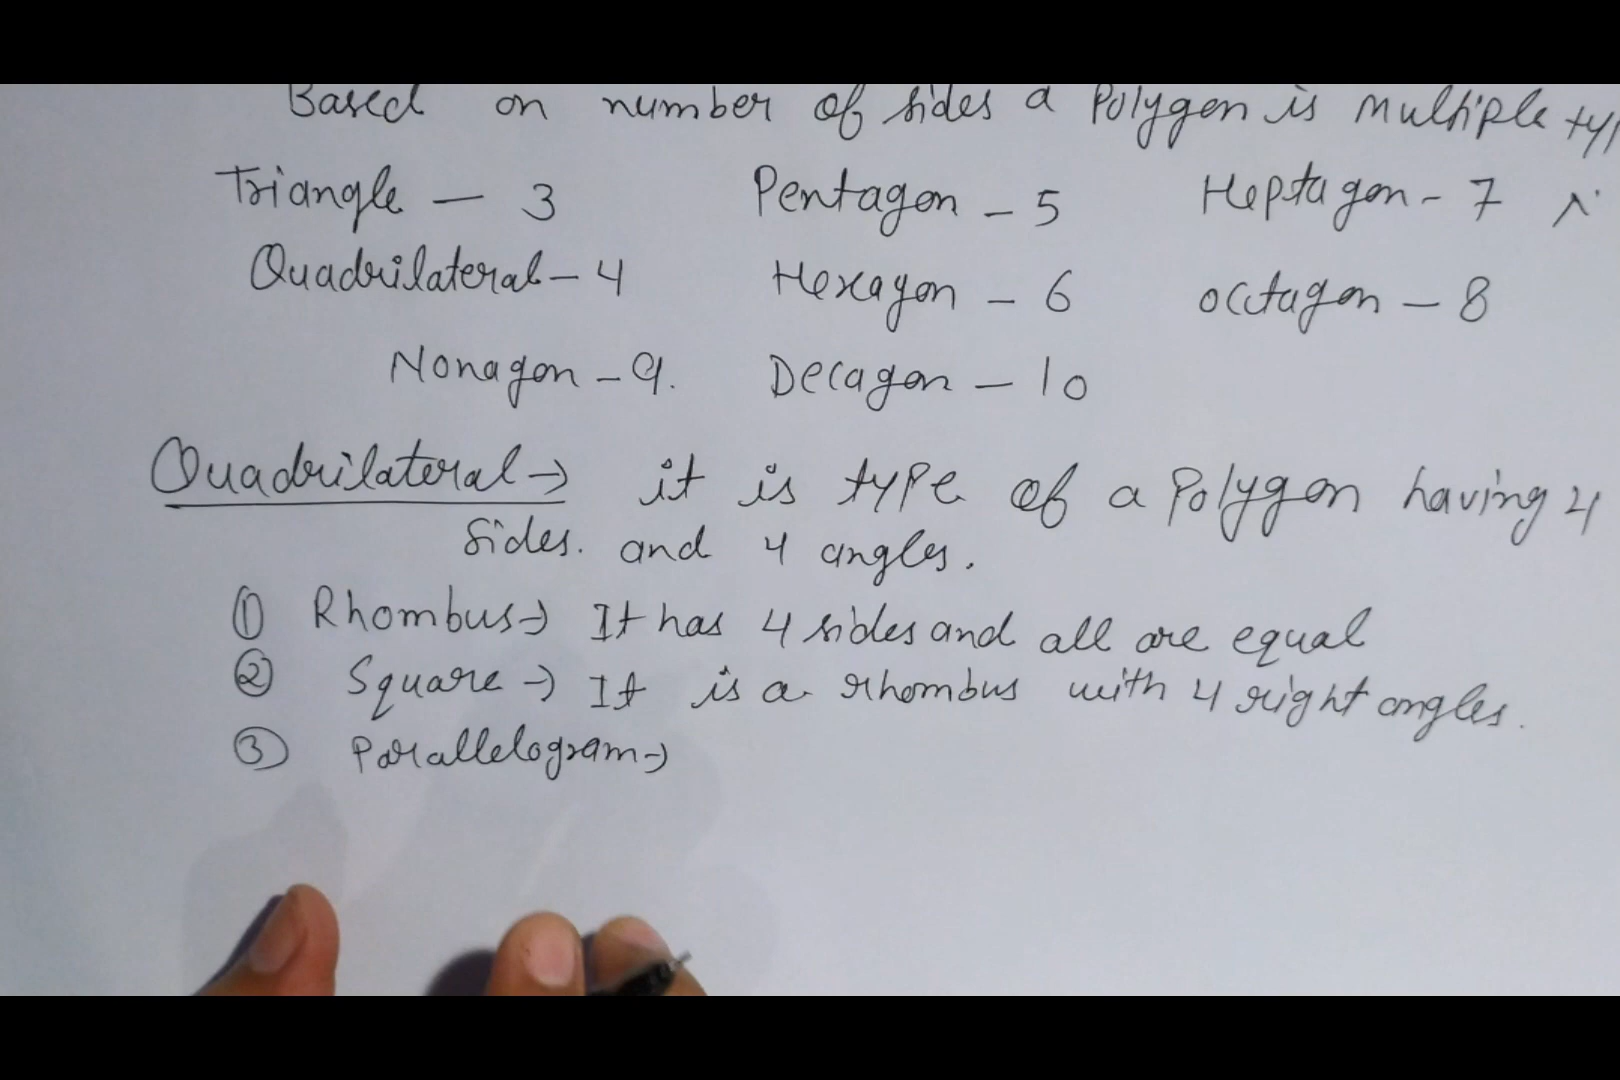 Based on number of sides a Polygon is multiple
Triangle — 3 Pentagon - 5 Heptagon - 7
Quadrilateral - 4 Hexagon - 6 octagon - 8
Nonagon - 9. Decagon - 10
Quadrilateral → it is type of a Polygon having 4
sides. and 4 angles.
① Rhombus → It has 4 sides and all are equal
② Square → It is a rhombus with 4 right angles.
③ Parallelogram →